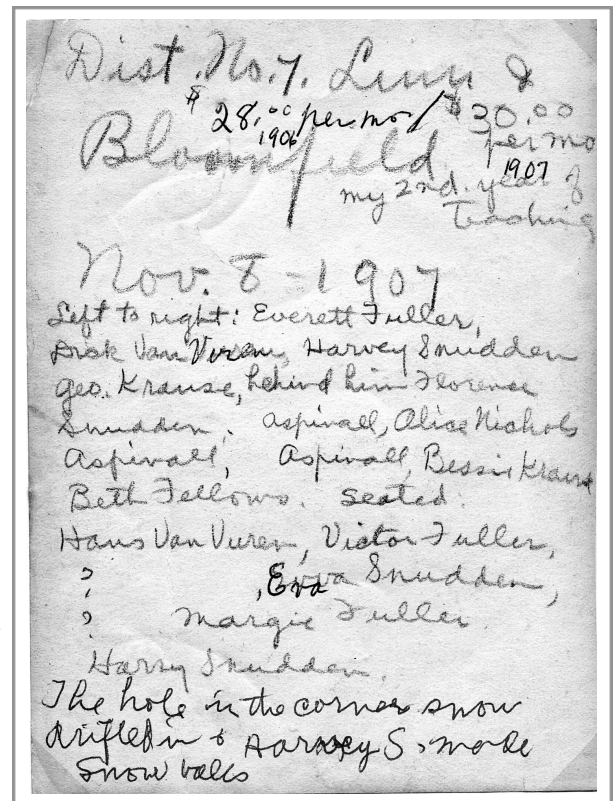 Dist. No. 7. Linn &
$28.00 per mo / $30.00
1906 per mo
Bloomfield 1907
my 2nd. year of
Teaching
Nov. 8 - 1907
Left to right: Everett Fuller,
Dick Van Vuren, Harvey Snudden
Geo. Krause, behind him Florence
Snudden. Aspinall, Alice Nichols
Aspinall, Aspinall, Bessie Krause
Beth Fellows. Seated.
Hans Van Vuren, Victor Fuller,
? , Eva Snudden,
? Margie Fuller.
Harry Snudden.
The hole in the corner snow
drifted in & Harvey S. made
Snow balls